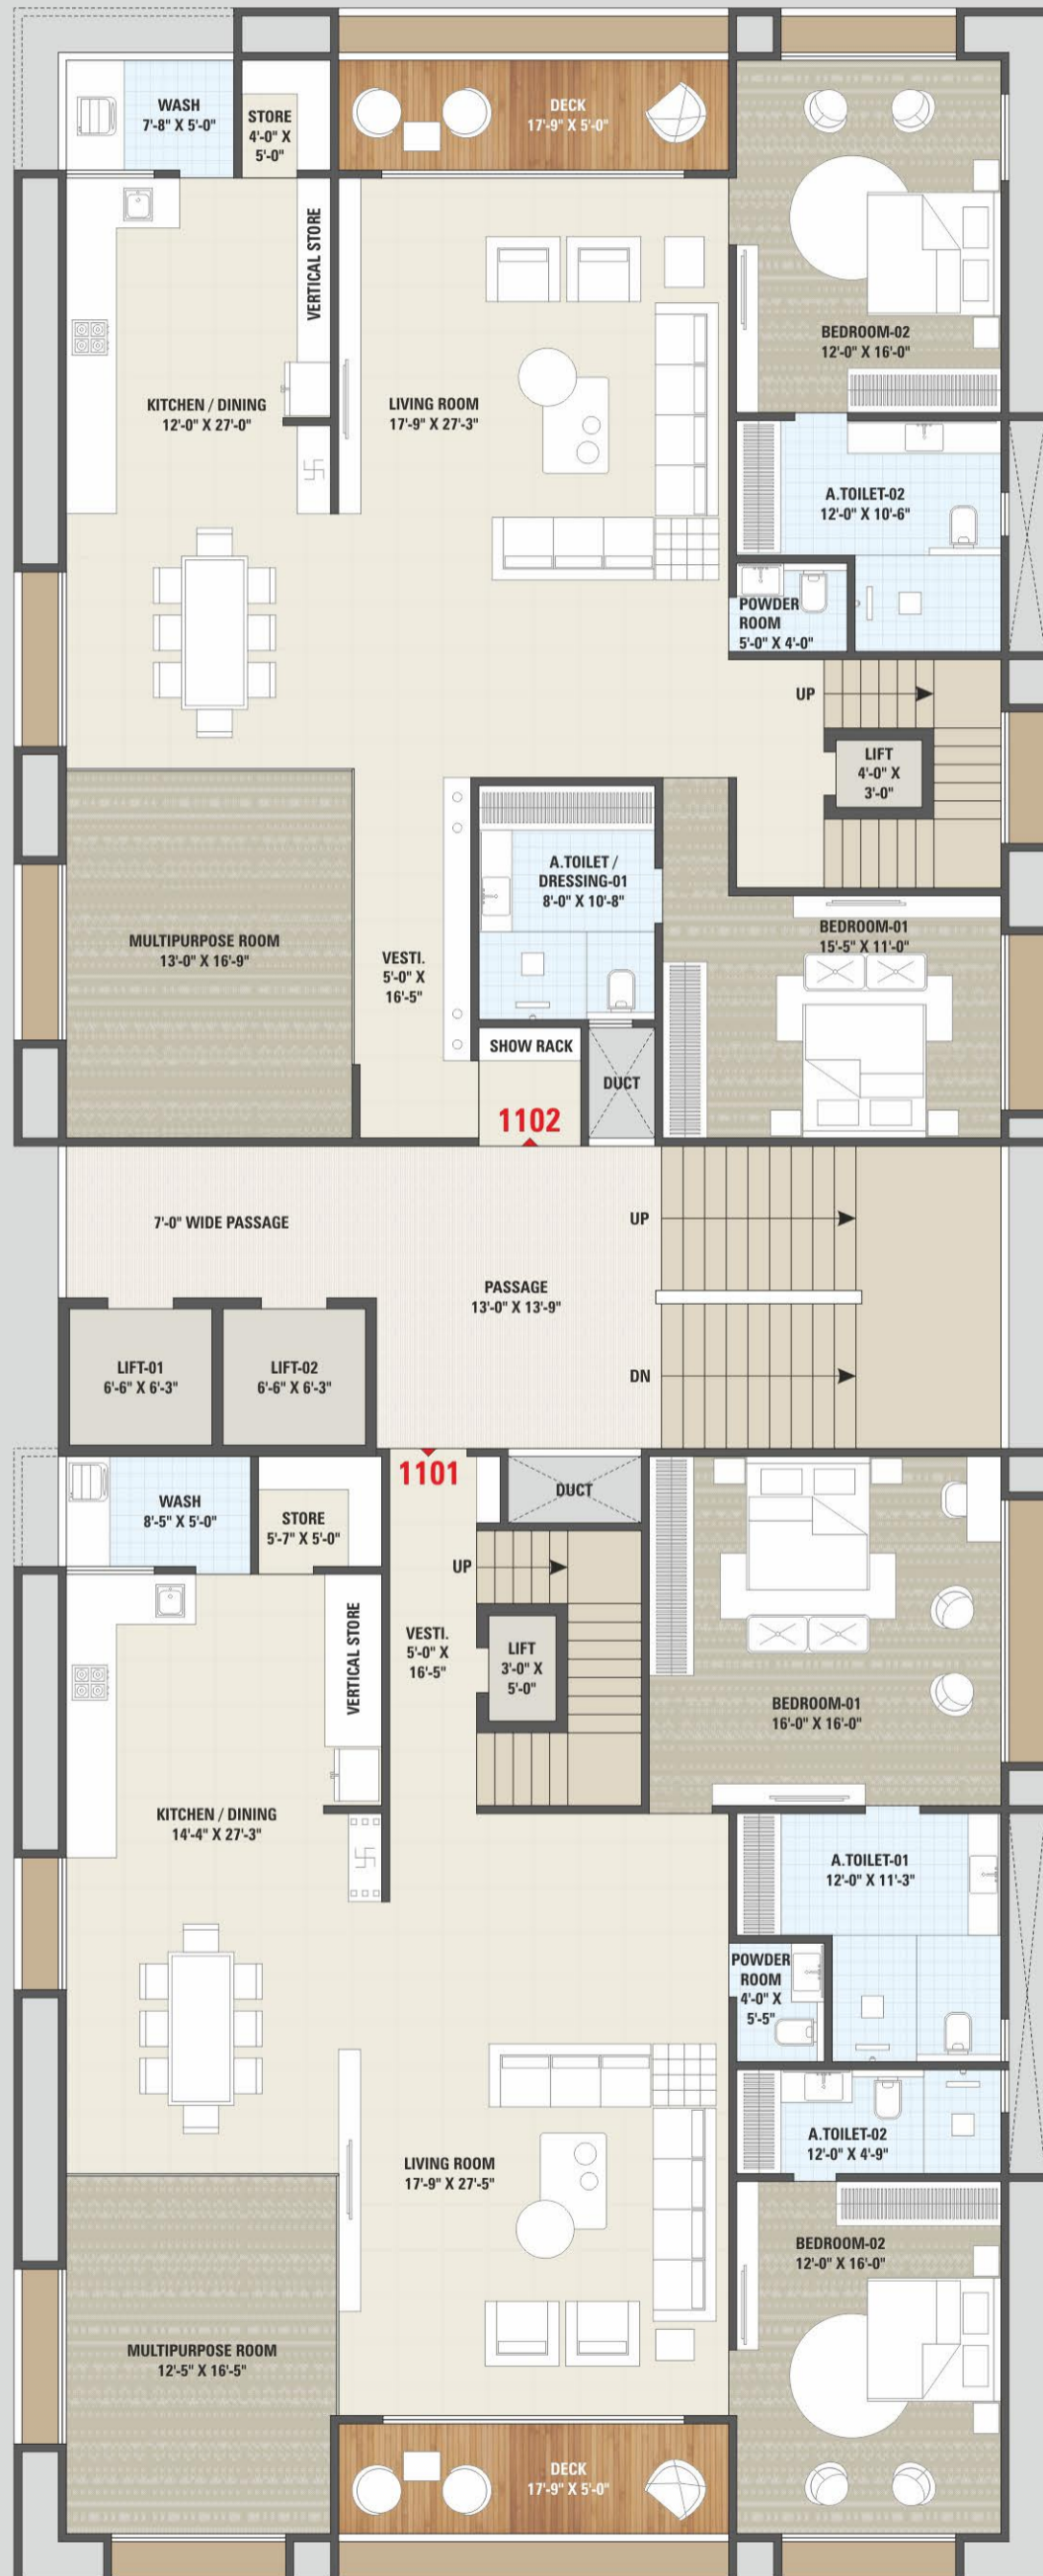 WASH
7'-8" X 5'-0"
STORE
4'-0" X
5'-0"
DECK
17'-9" X 5'-0"
VERTICAL STORE
BEDROOM-02
12'-0" X 16'-0"
KITCHEN / DINING
12'-0" X 27'-0"
LIVING ROOM
17'-9" X 27'-3"
A.TOILET-02
12'-0" X 10'-6"
POWDER
ROOM
5'-0" X 4'-0"
UP
LIFT
4'-0" X
3'-0"
A.TOILET /
DRESSING-01
8'-0" X 10'-8"
MULTIPURPOSE ROOM
13'-0" X 16'-9"
VESTI.
5'-0" X
16'-5"
BEDROOM-01
15'-5" X 11'-0"
SHOW RACK
DUCT
1102
7'-0" WIDE PASSAGE
UP
PASSAGE
13'-0" X 13'-9"
LIFT-01
6'-6" X 6'-3"
LIFT-02
6'-6" X 6'-3"
DN
1101
WASH
8'-5" X 5'-0"
STORE
5'-7" X 5'-0"
DUCT
UP
VERTICAL STORE
VESTI.
5'-0" X
16'-5"
LIFT
3'-0" X
5'-0"
BEDROOM-01
16'-0" X 16'-0"
KITCHEN / DINING
14'-4" X 27'-3"
A.TOILET-01
12'-0" X 11'-3"
POWDER
ROOM
4'-0" X
5'-5"
A.TOILET-02
12'-0" X 4'-9"
LIVING ROOM
17'-9" X 27'-5"
BEDROOM-02
12'-0" X 16'-0"
MULTIPURPOSE ROOM
12'-5" X 16'-5"
DECK
17'-9" X 5'-0"